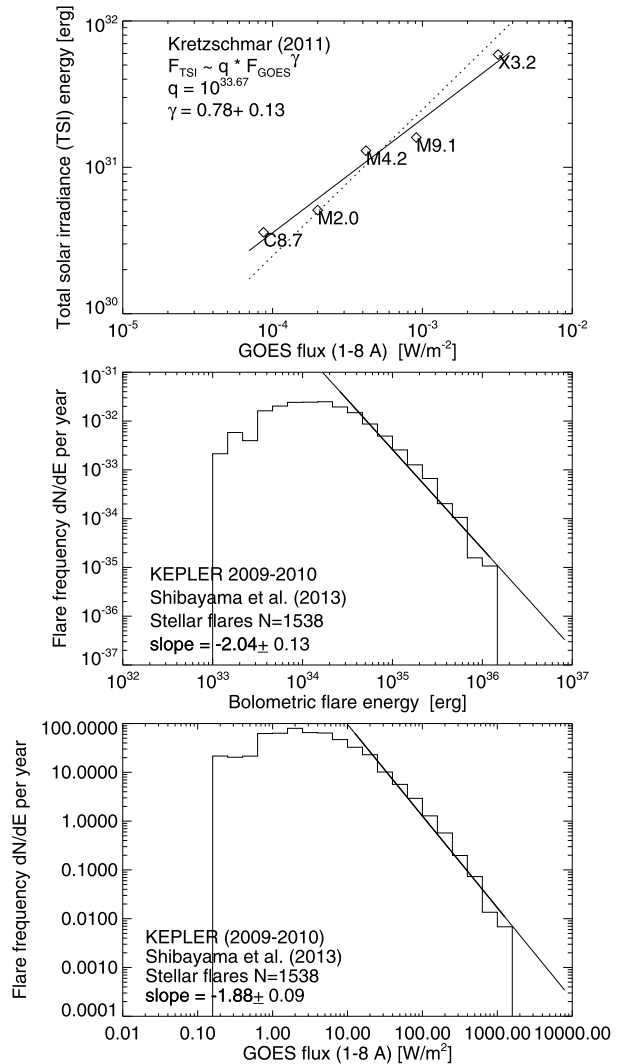 Total solar irradiance (TSI) energy [erg]
10^32
10^31
10^30
Kretzschmar (2011)
F_TSI ~ q * F_GOES^γ
q = 10^33.67
γ = 0.78+ 0.13
X3.2
M9.1
M4.2
M2.0
C8.7
10^-5 10^-4 10^-3 10^-2
GOES flux (1-8 A) [W/m^-2]
Flare frequency dN/dE per year
10^-31
10^-32
10^-33
10^-34
10^-35
10^-36
10^-37
KEPLER 2009-2010
Shibayama et al. (2013)
Stellar flares N=1538
slope = -2.04± 0.13
10^32 10^33 10^34 10^35 10^36 10^37
Bolometric flare energy [erg]
Flare frequency dN/dE per year
100.0000
10.0000
1.0000
0.1000
0.0100
0.0010
0.0001
KEPLER (2009-2010)
Shibayama et al. (2013)
Stellar flares N=1538
slope = -1.88± 0.09
0.01 0.10 1.00 10.00 100.00 1000.00 10000.00
GOES flux (1-8 A) [W/m^2]